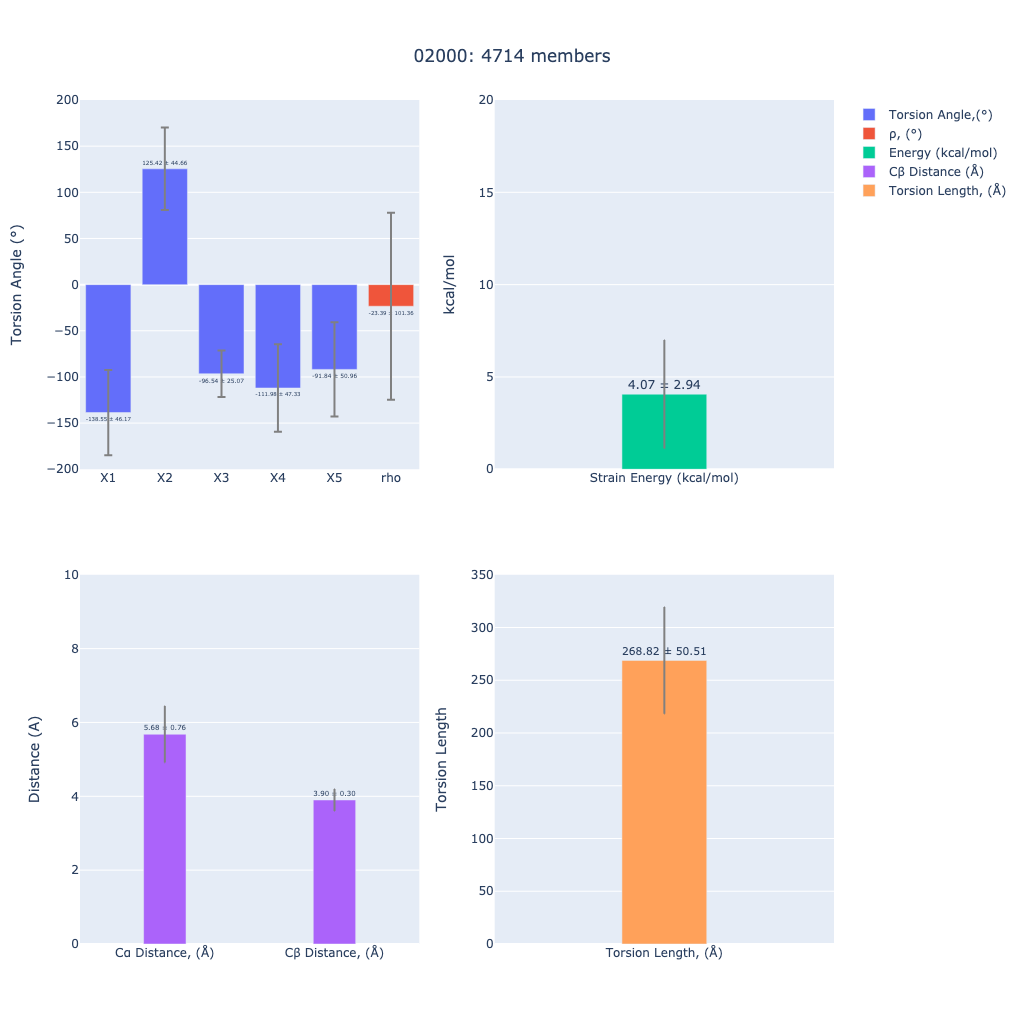 02000: 4714 members
Torsion Angle (°)
200
150
100
50
0
−50
−100
−150
−200
125.42 ± 44.66
-138.55 ± 46.17
-96.54 ± 25.07
-111.98 ± 47.33
-91.84 ± 50.96
-23.39 ± 101.36
X1 X2 X3 X4 X5 rho
kcal/mol
20
15
10
5
0
4.07 ± 2.94
Strain Energy (kcal/mol)
Torsion Angle,(°)
ρ, (°)
Energy (kcal/mol)
Cβ Distance (Å)
Torsion Length, (Å)
Distance (A)
10
8
6
4
2
0
5.68 ± 0.76
3.90 ± 0.30
Cα Distance, (Å) Cβ Distance, (Å)
Torsion Length
350
300
250
200
150
100
50
0
268.82 ± 50.51
Torsion Length, (Å)